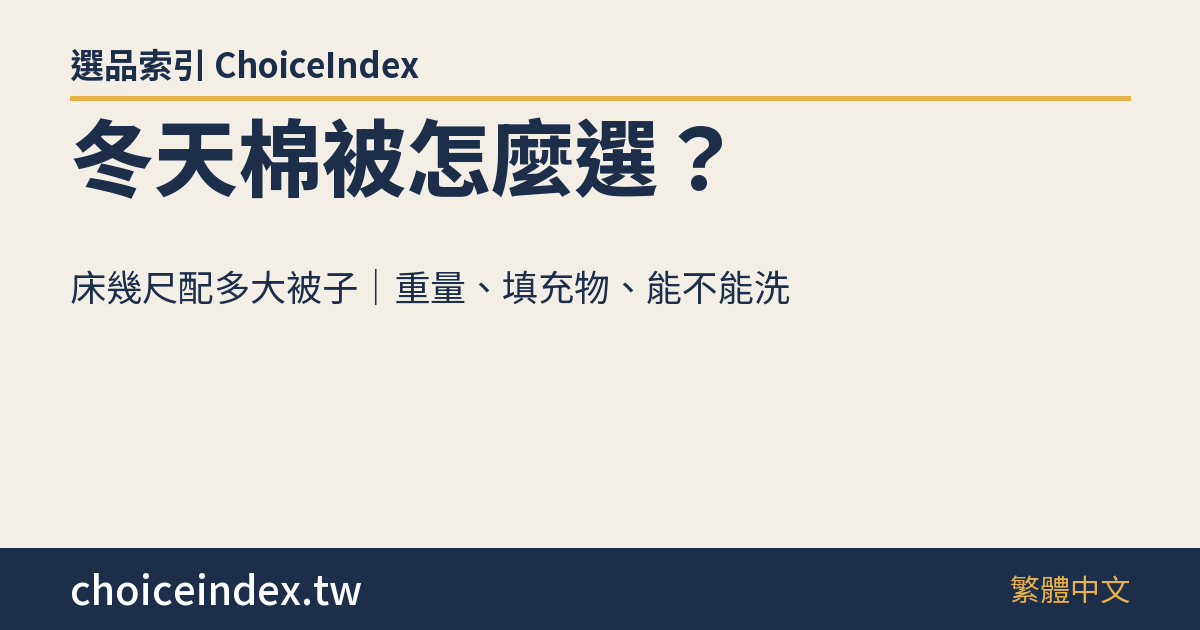 選品索引 ChoiceIndex
冬天棉被怎麼選？
床幾尺配多大被子｜重量、填充物、能不能洗
choiceindex.tw
繁體中文